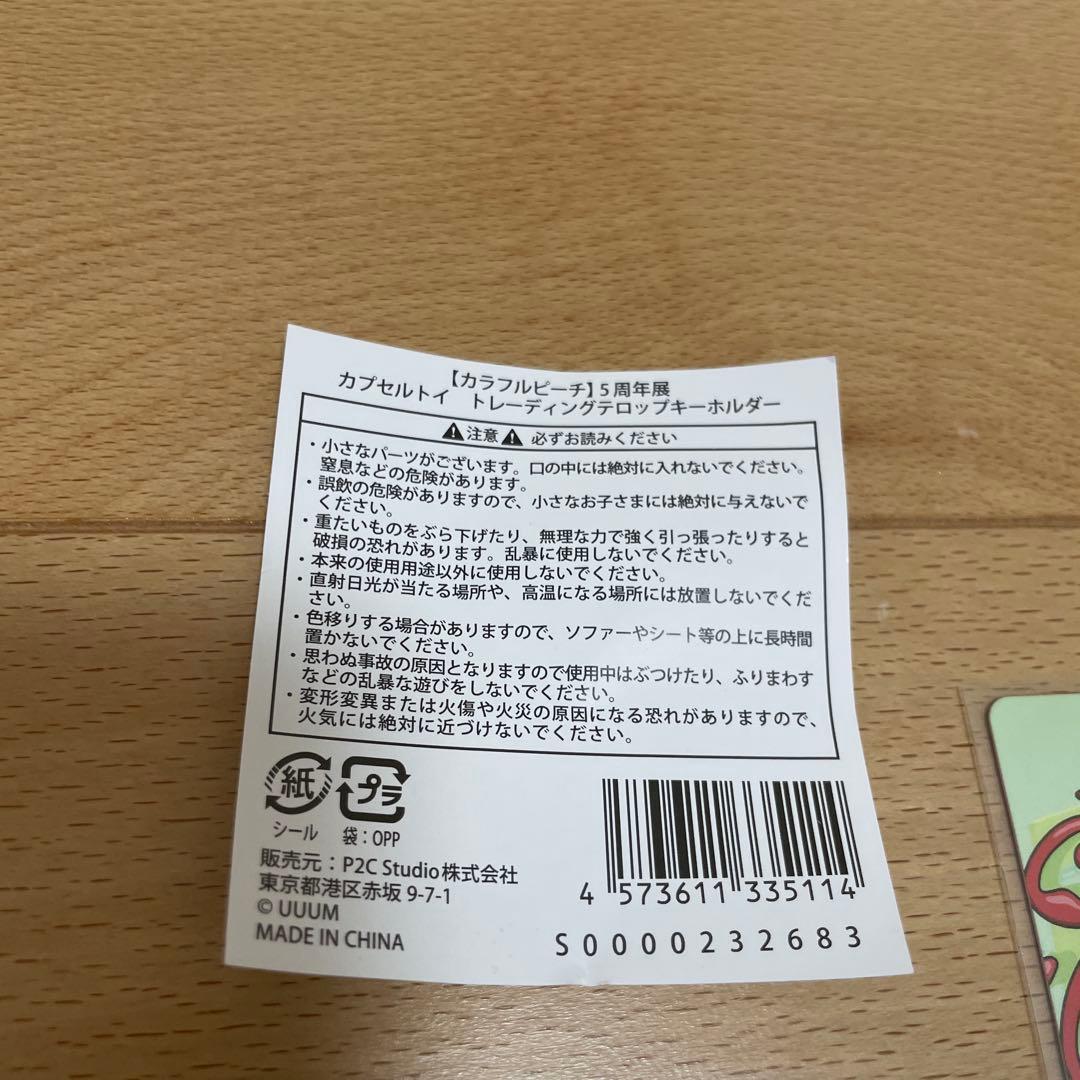 【カラフルピーチ】5周年展
カプセルトイ　トレーディングテロップキーホルダー
⚠注意⚠ 必ずお読みください
・小さなパーツがございます。口の中には絶対に入れないでください。
窒息などの危険があります。
・誤飲の危険がありますので、小さなお子さまには絶対に与えないで
ください。
・重たいものをぶら下げたり、無理な力で強く引っ張ったりすると
破損の恐れがあります。乱暴に使用しないでください。
・本来の使用用途以外に使用しないでください。
・直射日光が当たる場所や、高温になる場所には放置しないでくだ
さい。
・色移りする場合がありますので、ソファーやシート等の上に長時間
置かないでください。
・思わぬ事故の原因となりますので使用中はぶつけたり、ふりまわす
などの乱暴な遊びをしないでください。
・変形変異または火傷や火災の原因になる恐れがありますので、
火気には絶対に近づけないでください。
紙 プラ
シール 袋：OPP
販売元：P2C Studio株式会社
東京都港区赤坂 9-7-1
© UUUM
MADE IN CHINA
4 573611 335114
S0000232683